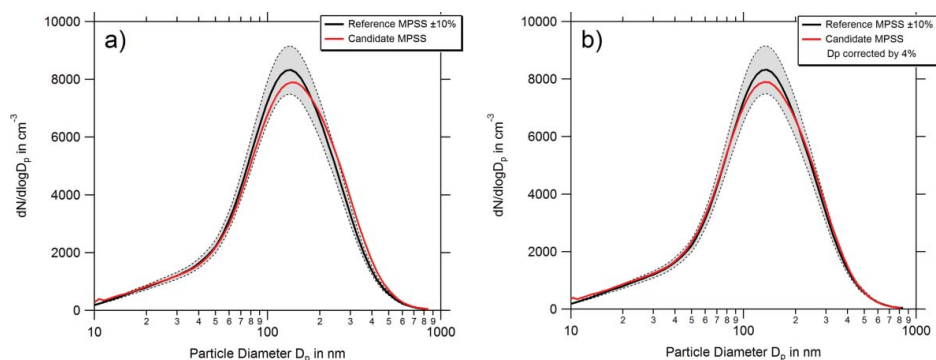 a)
Reference MPSS ±10%
Candidate MPSS
10000
8000
6000
4000
2000
0
dN/dlogDp in cm-3
10 2 3 4 5 6 7 8 9 100 2 3 4 5 6 7 8 9 1000
Particle Diameter Dp in nm
b)
Reference MPSS ±10%
Candidate MPSS
Dp corrected by 4%
10000
8000
6000
4000
2000
0
dN/dlogDp in cm-3
10 2 3 4 5 6 7 8 9 100 2 3 4 5 6 7 8 9 1000
Particle Diameter Dp in nm